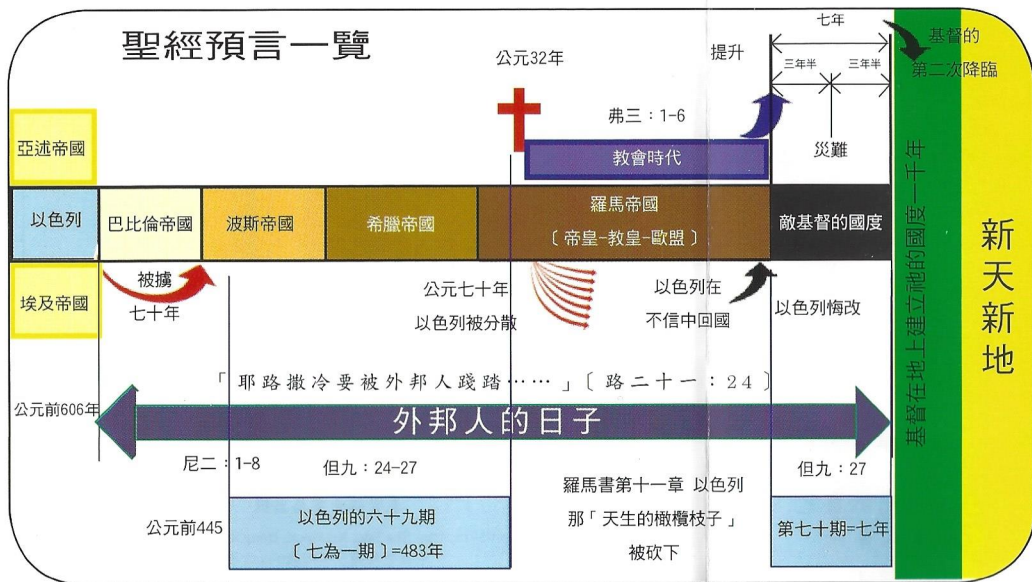 聖經預言一覽
公元32年
提升
七年
三年半
三年半
基督的
第二次降臨
弗三：1-6
災難
亞述帝國
教會時代
以色列
巴比倫帝國
波斯帝國
希臘帝國
羅馬帝國
〔帝皇-教皇-歐盟〕
敵基督的國度
埃及帝國
被擄
七十年
公元七十年
以色列被分散
以色列在
不信中回國
以色列悔改
「耶路撒冷要被外邦人踐踏……」〔路二十一：24〕
公元前606年
外邦人的日子
尼二：1-8
但九：24-27
羅馬書第十一章 以色列
那「天生的橄欖枝子」
被砍下
但九：27
公元前445
以色列的六十九期
〔七為一期〕=483年
第七十期=七年
基督在地上建立祂的國度一千年
新天新地